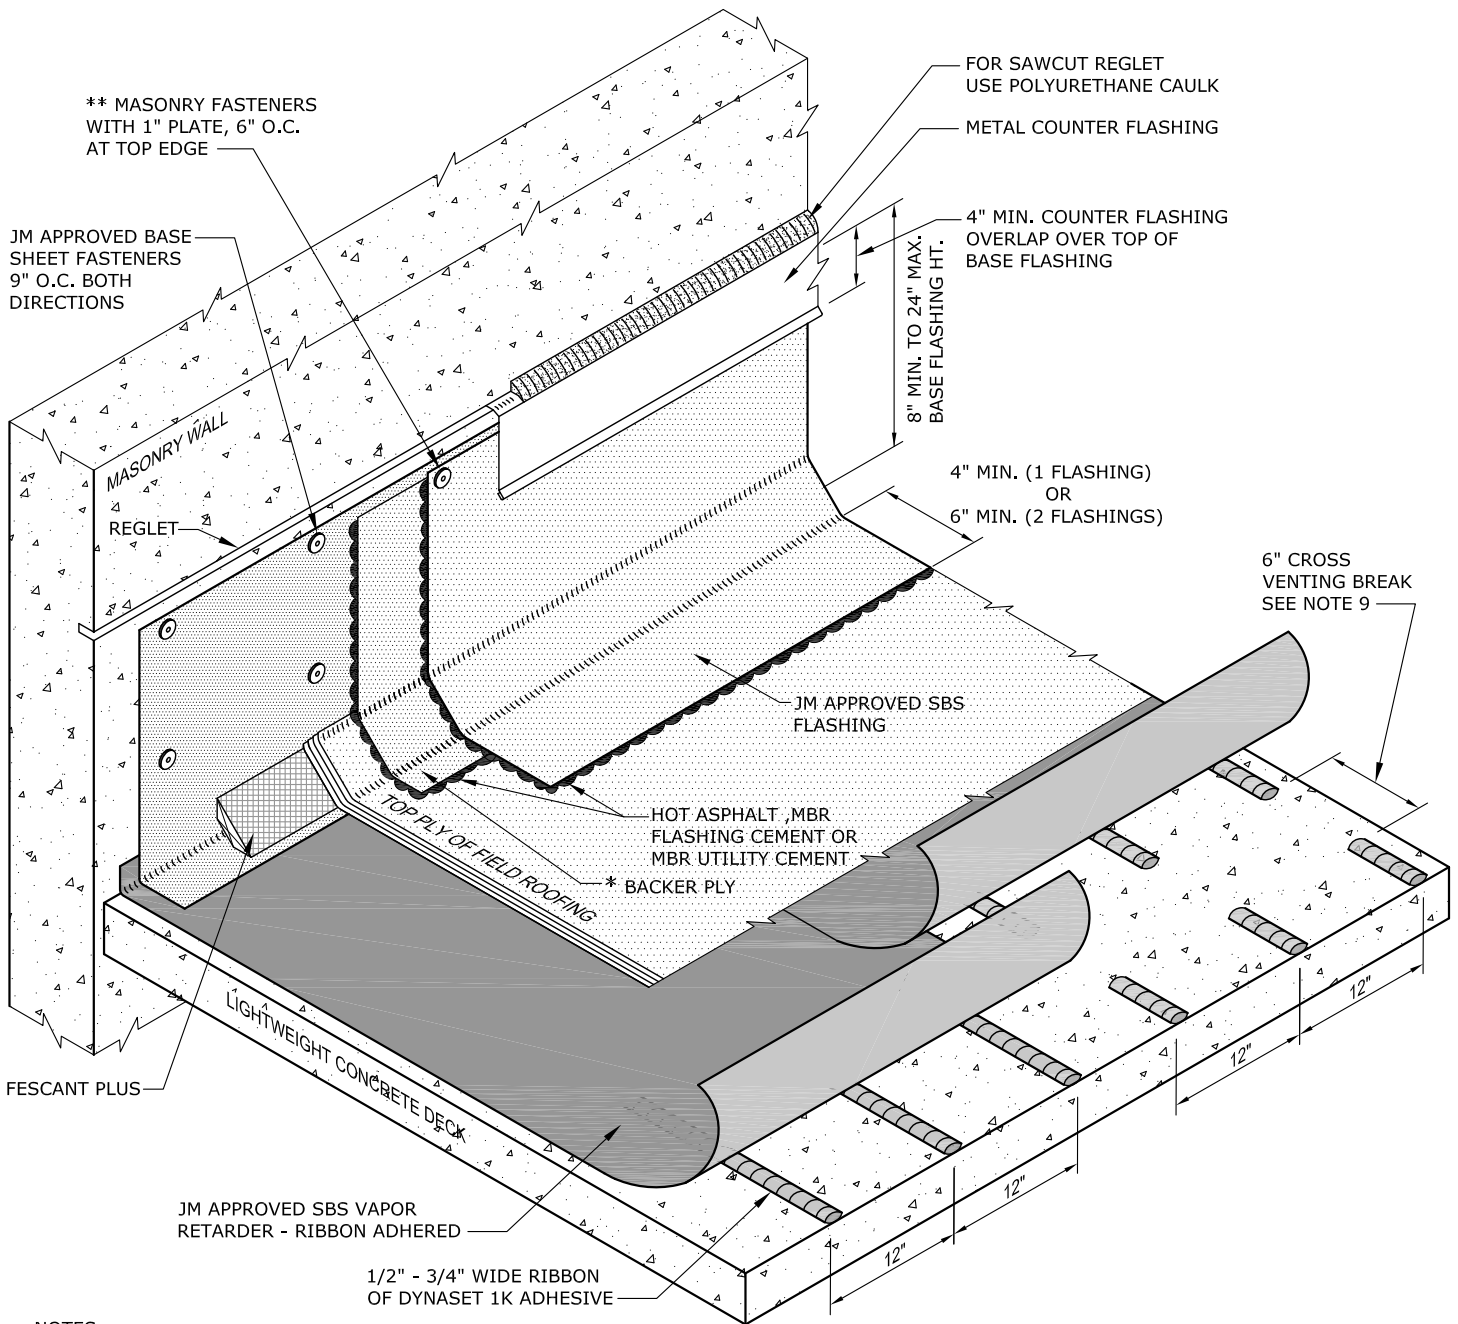 ** MASONRY FASTENERS
WITH 1" PLATE, 6" O.C.
AT TOP EDGE
JM APPROVED BASE
SHEET FASTENERS
9" O.C. BOTH
DIRECTIONS
FOR SAWCUT REGLET
USE POLYURETHANE CAULK
METAL COUNTER FLASHING
4" MIN. COUNTER FLASHING
OVERLAP OVER TOP OF
BASE FLASHING
8" MIN. TO 24" MAX.
BASE FLASHING HT.
MASONRY WALL
REGLET
4" MIN. (1 FLASHING)
OR
6" MIN. (2 FLASHINGS)
6" CROSS
VENTING BREAK
SEE NOTE 9
JM APPROVED SBS
FLASHING
HOT ASPHALT ,MBR
FLASHING CEMENT OR
MBR UTILITY CEMENT
* BACKER PLY
TOP PLY OF FIELD ROOFING
LIGHTWEIGHT CONCRETE DECK
FESCANT PLUS
JM APPROVED SBS VAPOR
RETARDER - RIBBON ADHERED
1/2" - 3/4" WIDE RIBBON
OF DYNASET 1K ADHESIVE
12"
12"
12"
12"